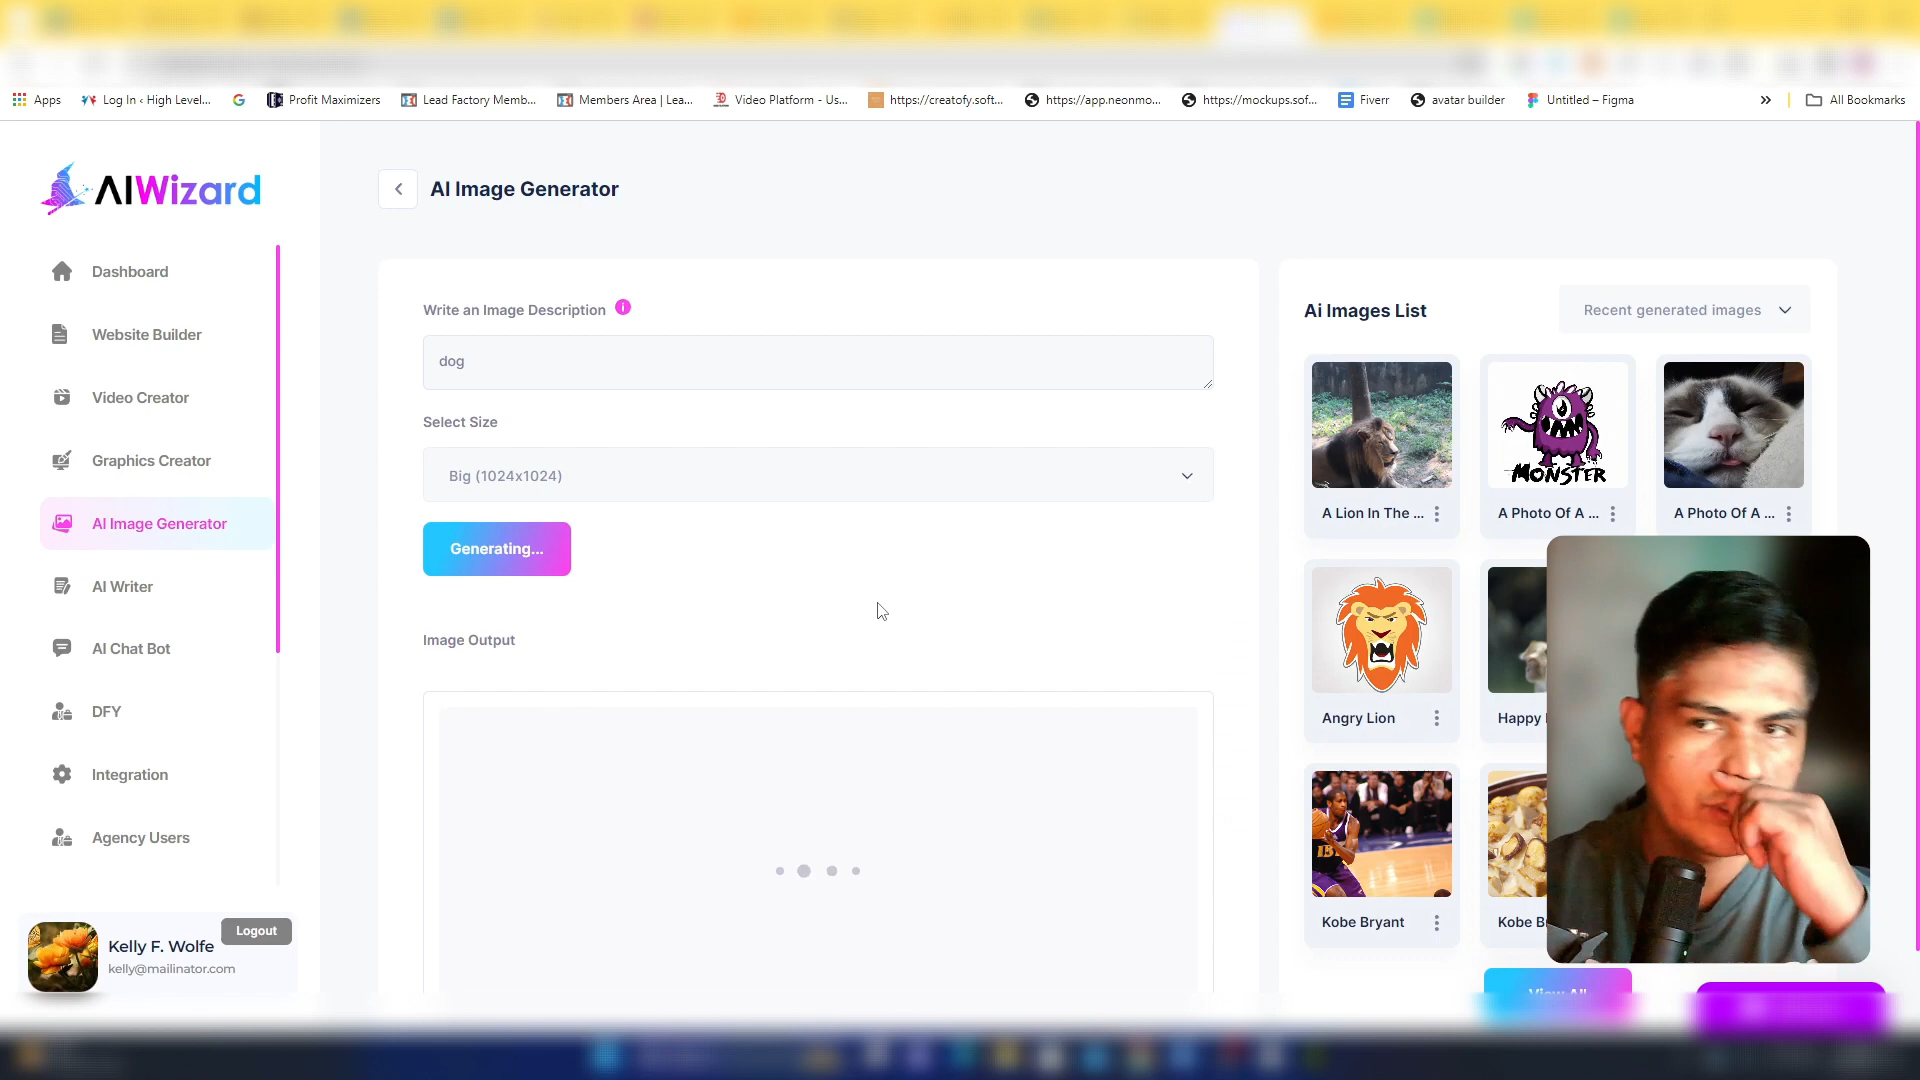 Apps
Log In ‹ High Level...
Profit Maximizers
Lead Factory Memb...
Members Area | Lea...
Video Platform - Us...
https://creatofy.soft...
https://app.neonmo...
https://mockups.sof...
Fiverr
avatar builder
Untitled – Figma
All Bookmarks
AIWizard
Dashboard
Website Builder
Video Creator
Graphics Creator
AI Image Generator
AI Writer
AI Chat Bot
DFY
Integration
Agency Users
Logout
Kelly F. Wolfe
kelly@mailinator.com
AI Image Generator
Write an Image Description
dog
Select Size
Big (1024x1024)
Generating...
Image Output
Ai Images List
Recent generated images
A Lion In The ...
MONSTER
A Photo Of A ...
A Photo Of A ...
Angry Lion
Happy
Kobe Bryant
Kobe B
View All